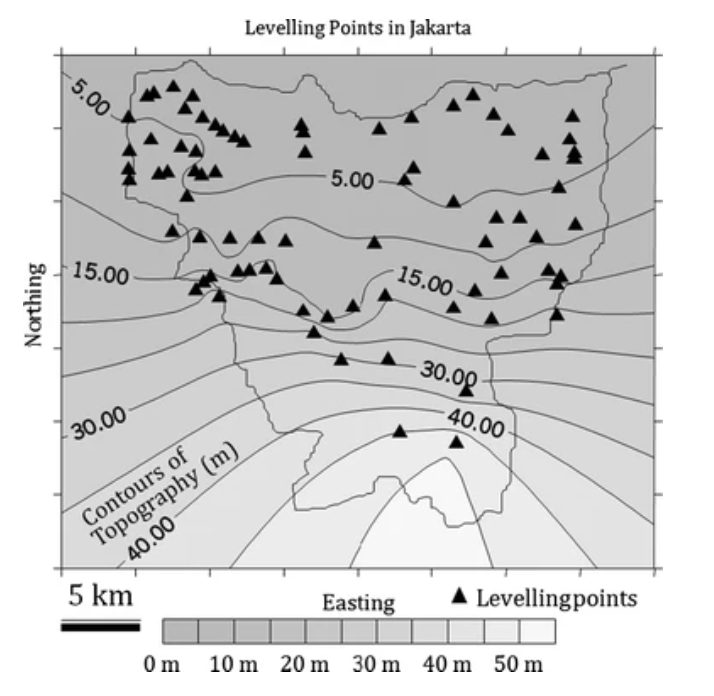 Levelling Points in Jakarta
5.00
5.00
Northing
15.00
15.00
30.00
30.00
40.00
Contours of
Topography (m)
40.00
5 km
Easting
Levellingpoints
0 m 10 m 20 m 30 m 40 m 50 m